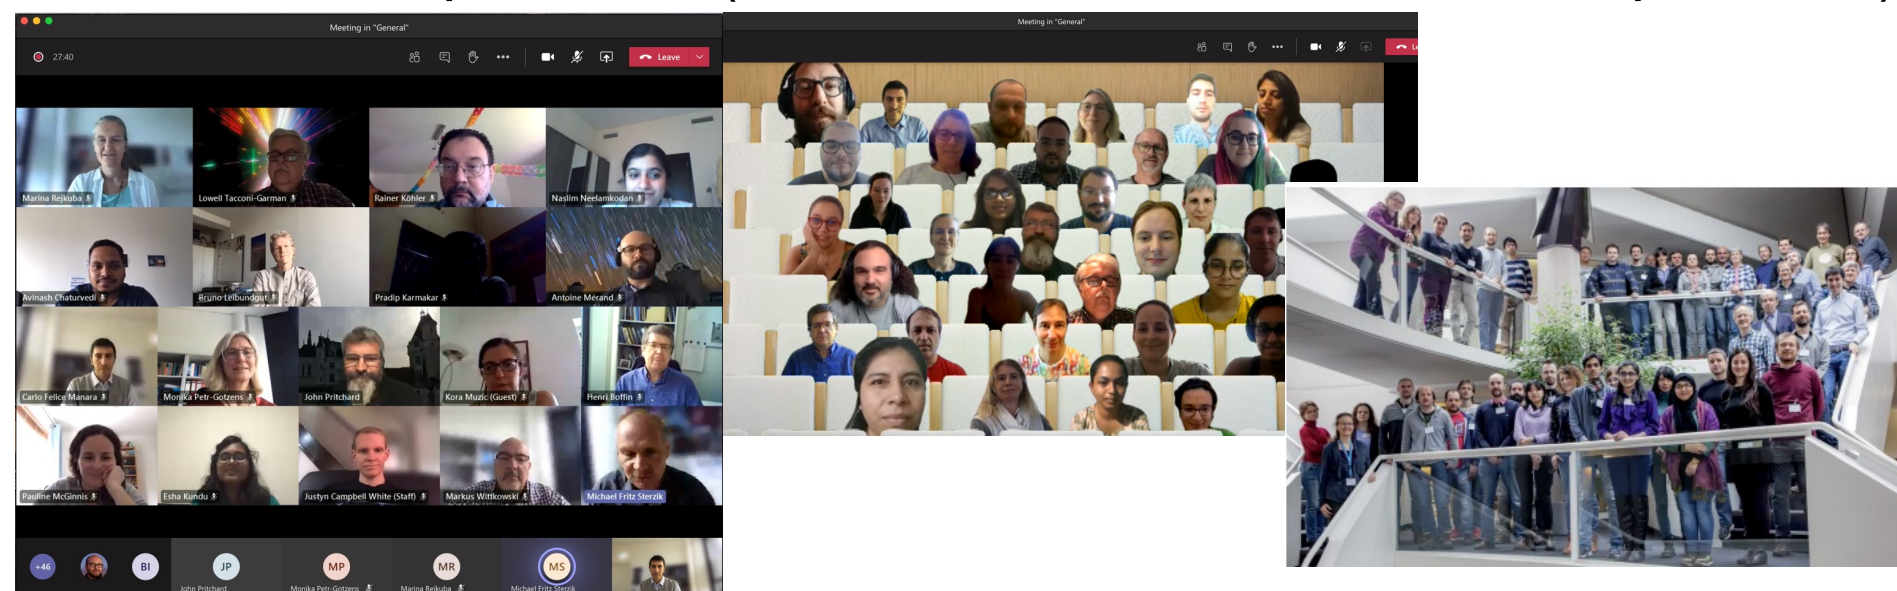 Meeting in "General"
27:40
Leave
Marina Rejkuba
Lowell Tacconi-Garman
Rainer Köhler
Naslim Neelamkodan
Avinash Chaturvedi
Bruno Leibundgut
Pradip Karmakar
Antoine Mérand
Carlo Felice Manara
Monika Petr-Gotzens
John Pritchard
Kora Muzic (Guest)
Henri Boffin
Pauline McGinnis
Esha Kundu
Justyn Campbell White (Staff)
Markus Wittkowski
Michael Fritz Sterzik
+46
BI
JP
MP
MR
MS
John Pritchard
Monika Petr-Gotzens
Marina Rejkuba
Michael Fritz Sterzik
Meeting in "General"